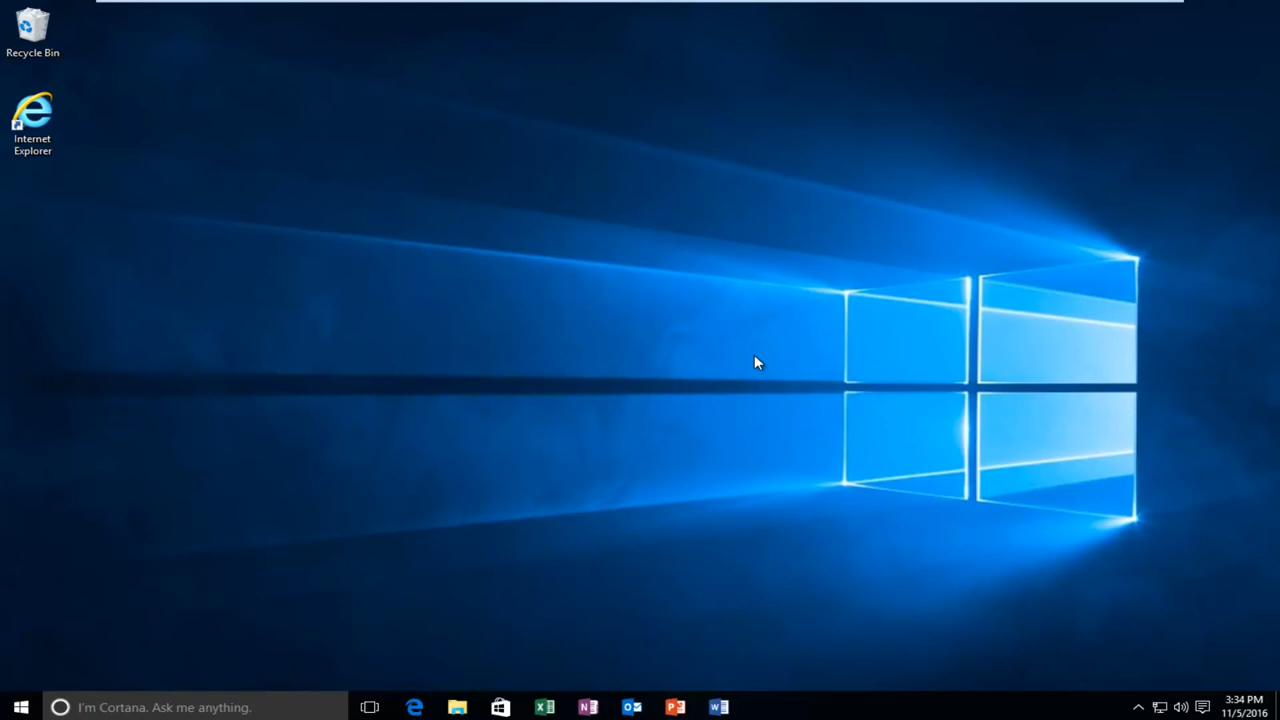 Recycle Bin
Internet
Explorer
I'm Cortana. Ask me anything.
3:34 PM
11/5/2016